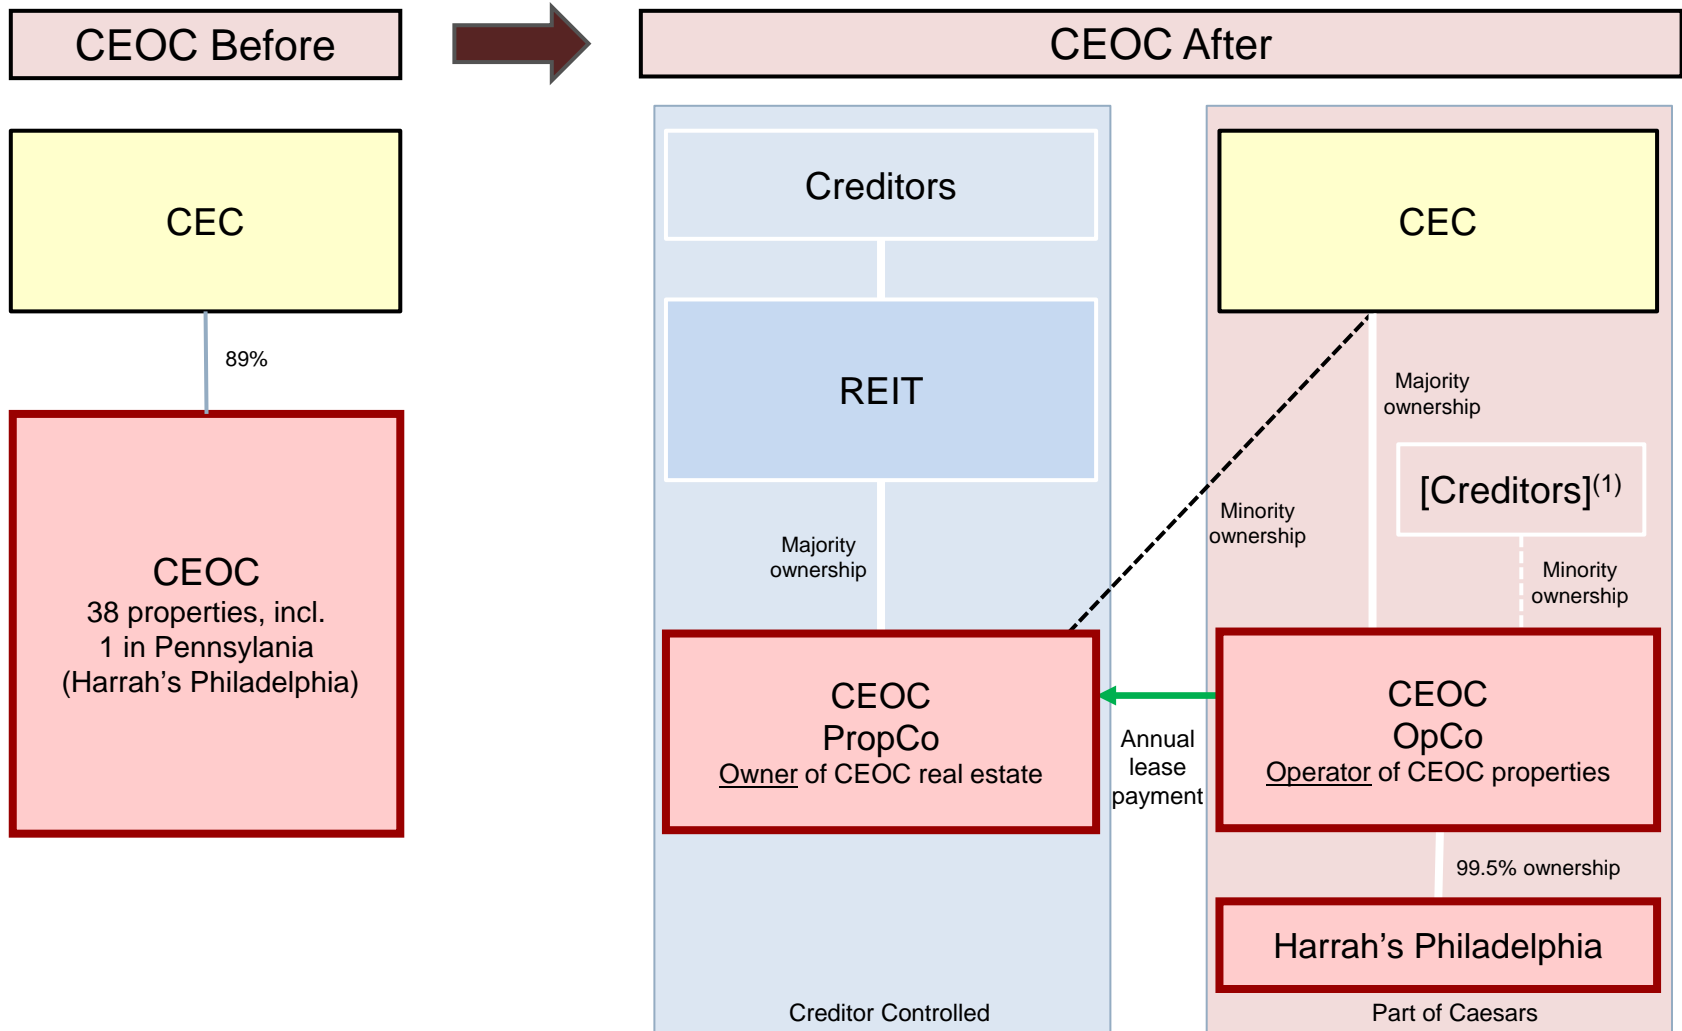 CEOC Before
CEOC After
CEC
89%
CEOC
38 properties, incl.
1 in Pennsylania
(Harrah's Philadelphia)
Creditors
REIT
Majority
ownership
CEOC
PropCo
Owner of CEOC real estate
Creditor Controlled
Minority
ownership
Annual
lease
payment
CEC
Majority
ownership
[Creditors](1)
Minority
ownership
CEOC
OpCo
Operator of CEOC properties
99.5% ownership
Harrah's Philadelphia
Part of Caesars